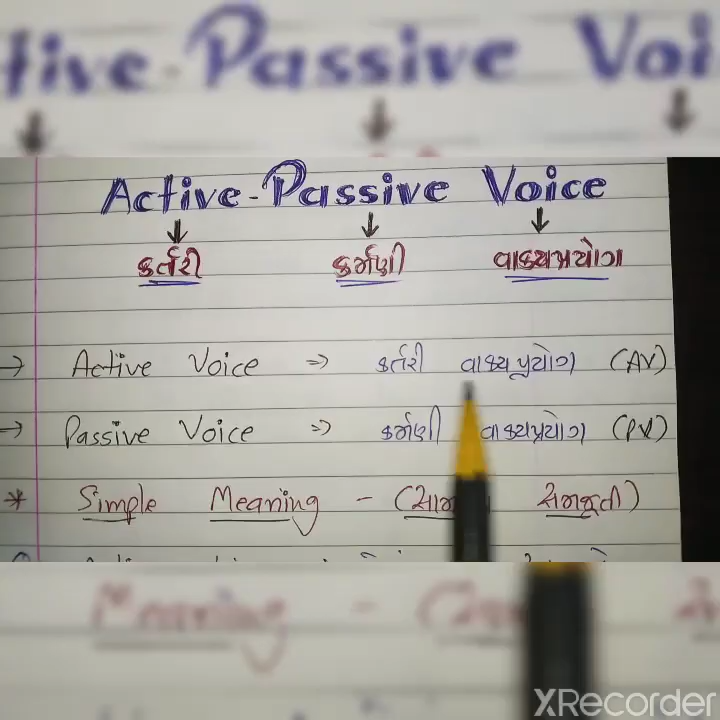 Active-Passive Voice
કર્તરી કર્મણી વાક્યપ્રયોગ
→ Active Voice ⇒ કર્તરી વાક્યપ્રયોગ (AV)
→ Passive Voice ⇒ કર્મણી વાક્યપ્રયોગ (PV)
* Simple Meaning - ( સમજૂતી)
XRecorder